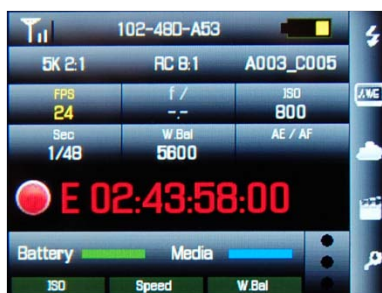 102-480-A53
5K 2:1 RC 8:1 A003_C005
FPS f/ ISO
24 -.- 800
Sec W.Bal AE / AF
1/48 5600
E 02:43:58:00
Battery Media
ISO Speed W.Bal